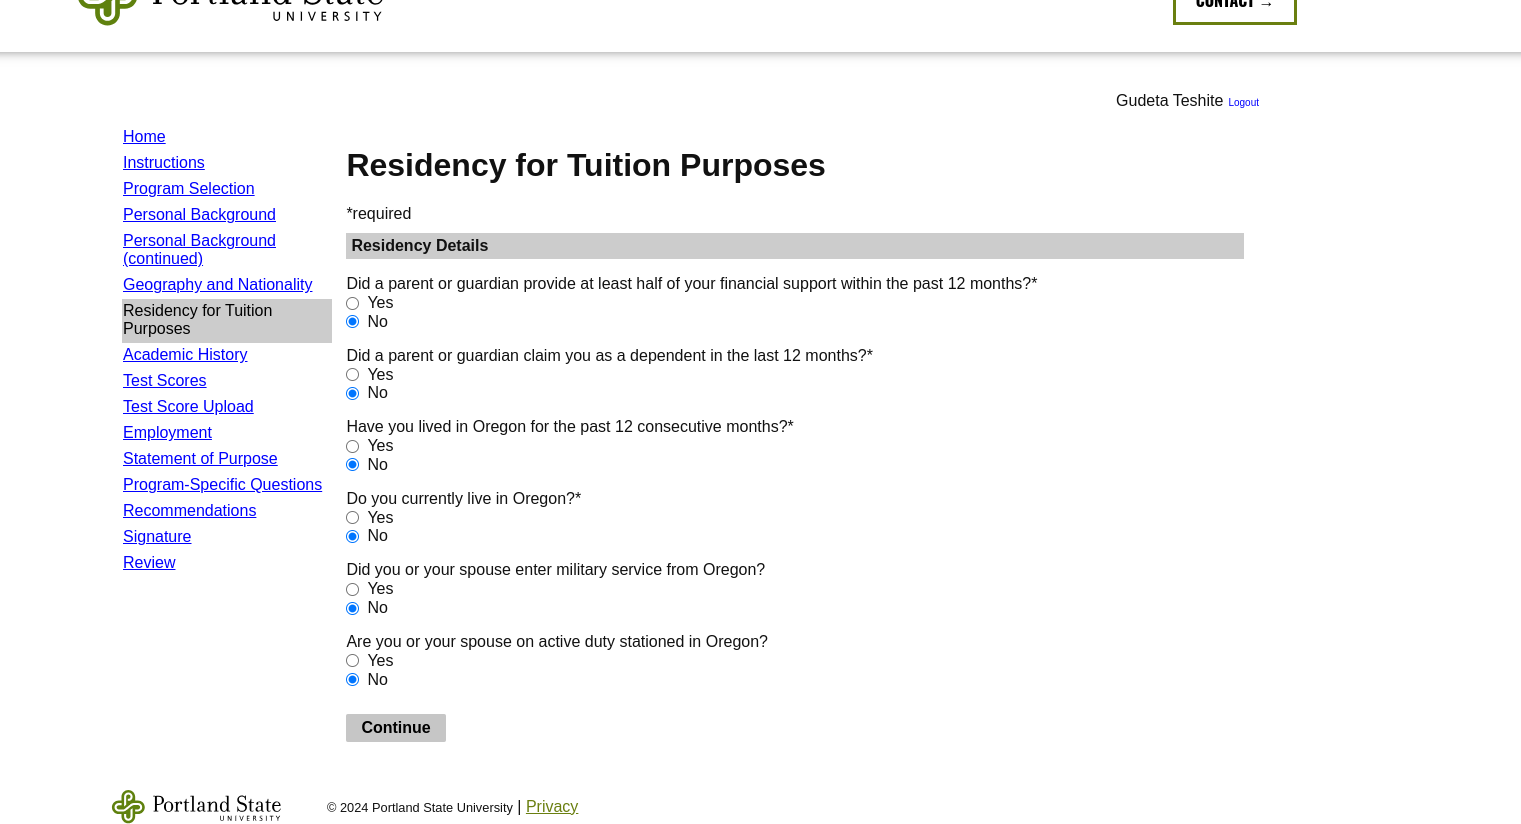 Portland State
UNIVERSITY
CONTACT →
Gudeta Teshite Logout
Home
Instructions
Program Selection
Personal Background
Personal Background
(continued)
Geography and Nationality
Residency for Tuition
Purposes
Academic History
Test Scores
Test Score Upload
Employment
Statement of Purpose
Program-Specific Questions
Recommendations
Signature
Review
Residency for Tuition Purposes
*required
Residency Details
Did a parent or guardian provide at least half of your financial support within the past 12 months?*
Yes
No
Did a parent or guardian claim you as a dependent in the last 12 months?*
Yes
No
Have you lived in Oregon for the past 12 consecutive months?*
Yes
No
Do you currently live in Oregon?*
Yes
No
Did you or your spouse enter military service from Oregon?
Yes
No
Are you or your spouse on active duty stationed in Oregon?
Yes
No
Continue
Portland State
UNIVERSITY
© 2024 Portland State University | Privacy